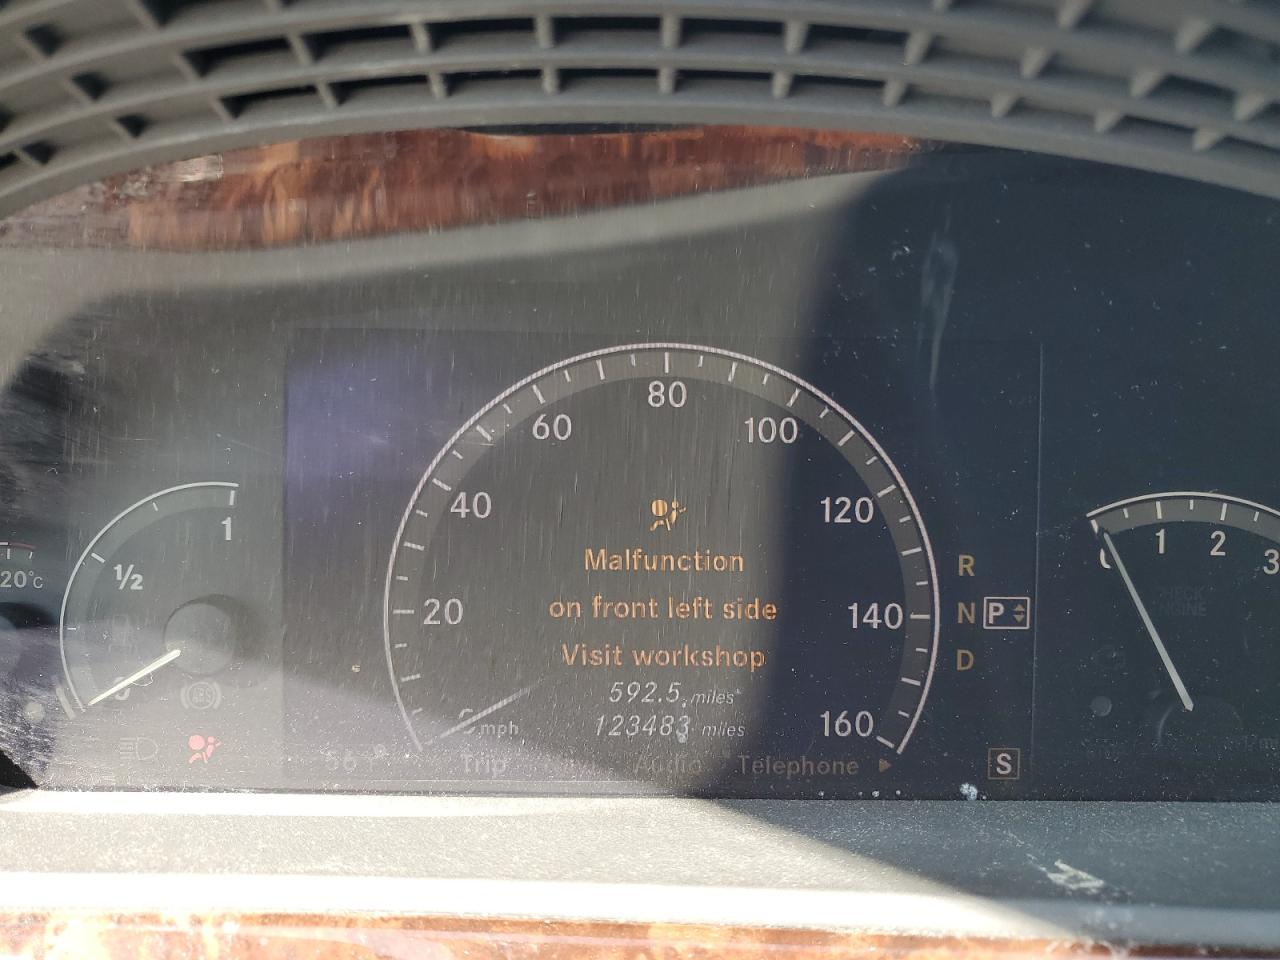 80
60
100
40
120
1
1
2
3
½
20°C
Malfunction
R
on front left side
20
140
N
P
Visit workshop
D
592.5 miles
mph
123483 miles
160
Trip
Audio
Telephone
S